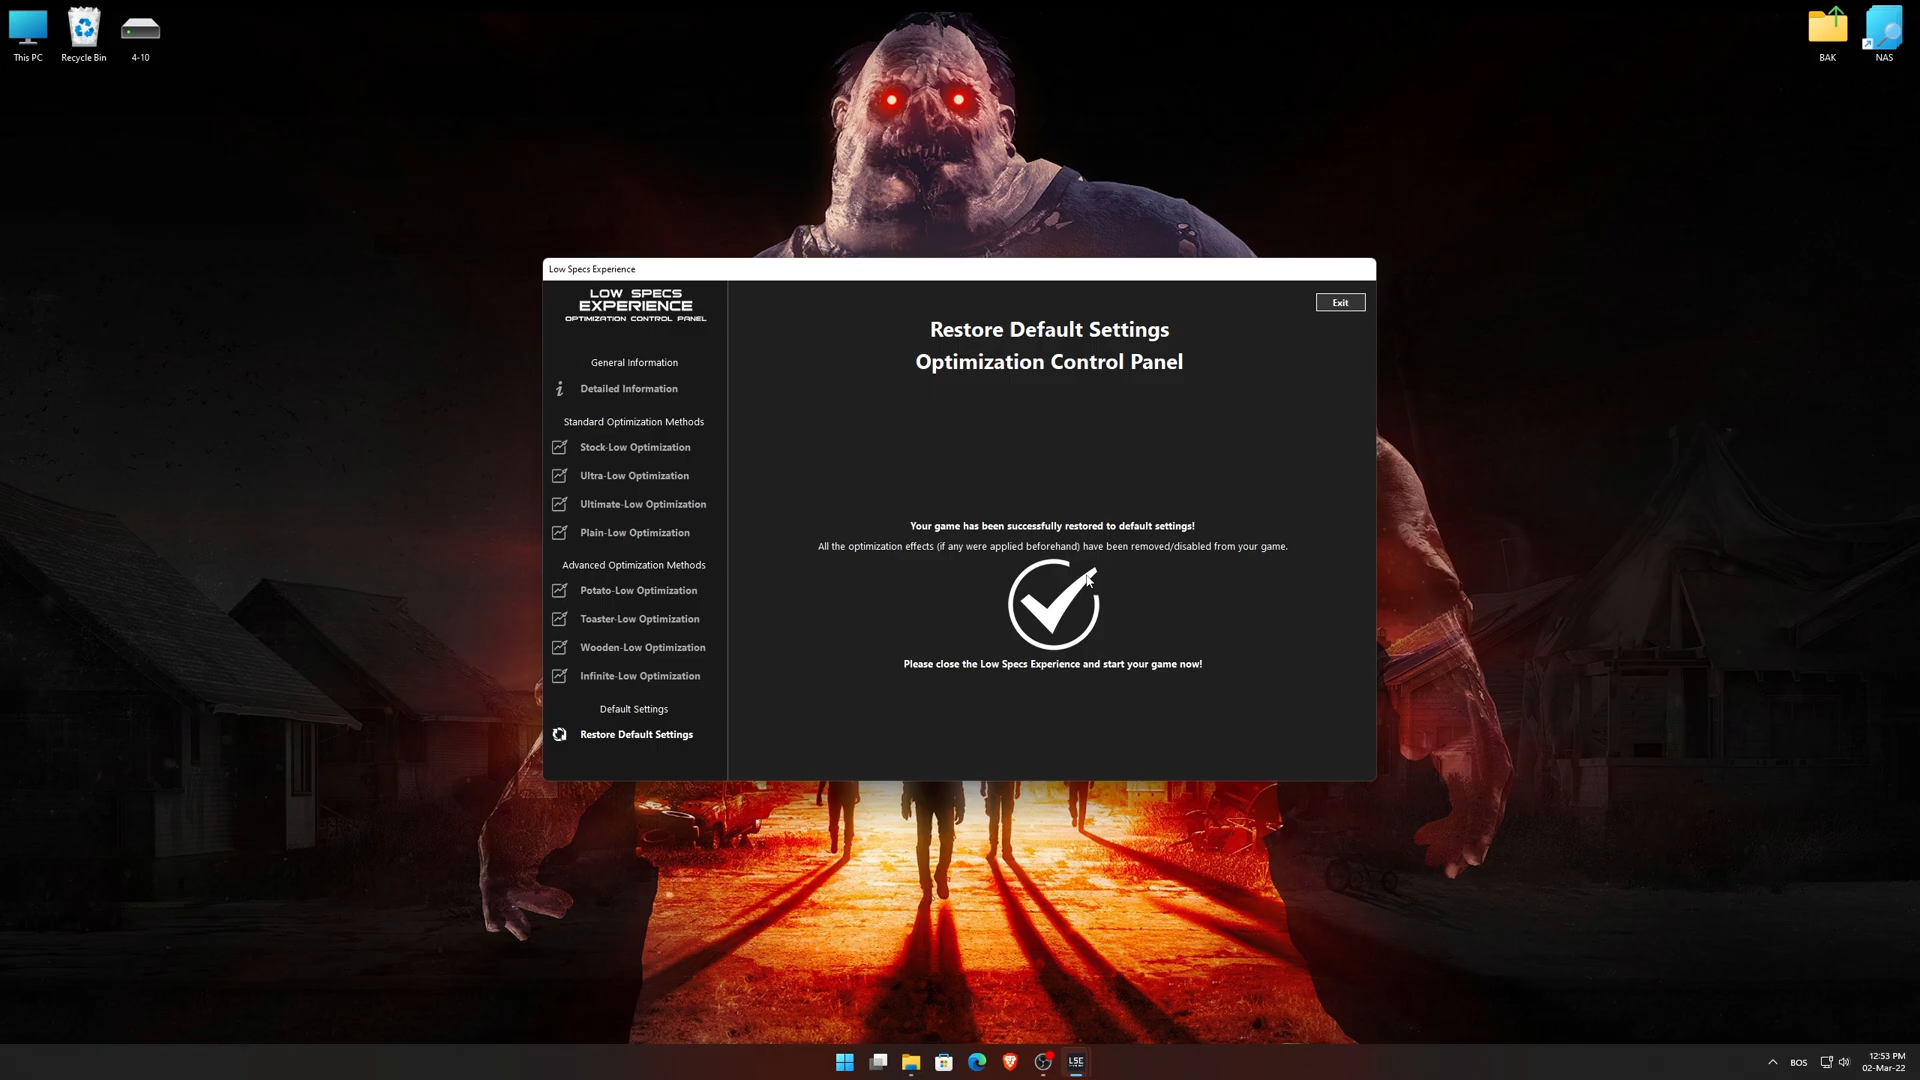 This PC
Recycle Bin
4-10
BAK
NAS
Low Specs Experience
LOW SPECS
EXPERIENCE
OPTIMIZATION CONTROL PANEL
General Information
Detailed Information
Standard Optimization Methods
Stock-Low Optimization
Ultra-Low Optimization
Ultimate-Low Optimization
Plain-Low Optimization
Advanced Optimization Methods
Potato-Low Optimization
Toaster-Low Optimization
Wooden-Low Optimization
Infinite-Low Optimization
Default Settings
Restore Default Settings
Exit
Restore Default Settings
Optimization Control Panel
Your game has been successfully restored to default settings!
All the optimization effects (if any were applied beforehand) have been removed/disabled from your game.
Please close the Low Specs Experience and start your game now!
LSE
BOS
12:53 PM
02-Mar-22